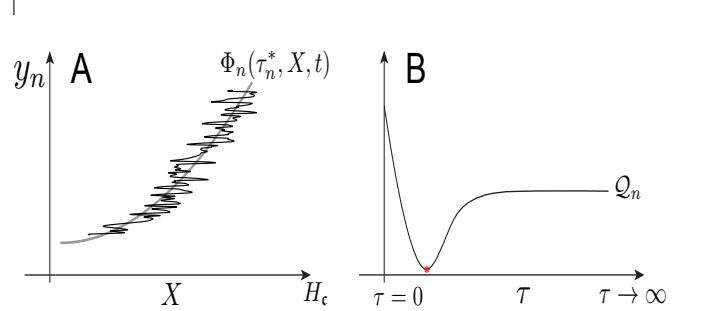 y_n A Φ_n(τ_n^*, X, t)
X H_𝔠
B
𝒬_n
τ = 0 τ τ → ∞